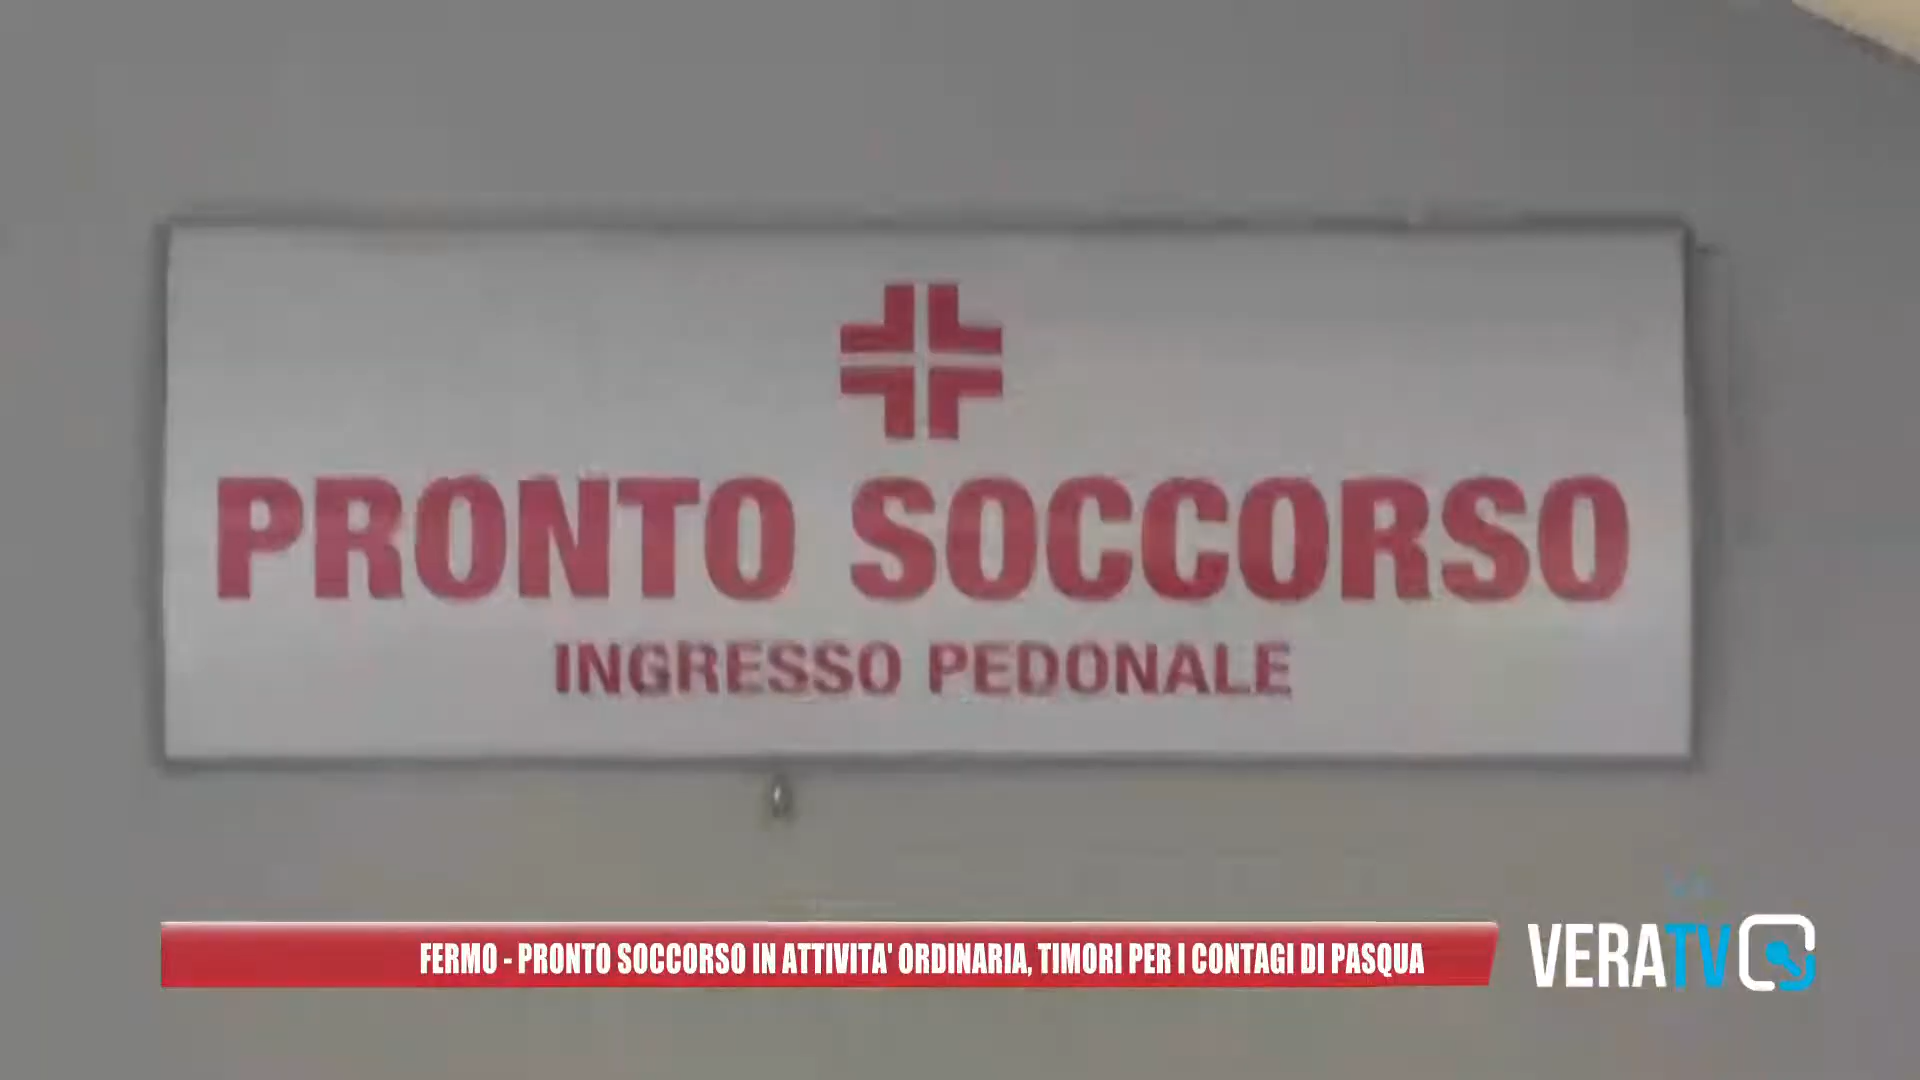 PRONTO SOCCORSO
INGRESSO PEDONALE
FERMO - PRONTO SOCCORSO IN ATTIVITA' ORDINARIA, TIMORI PER I CONTAGI DI PASQUA
VERATV